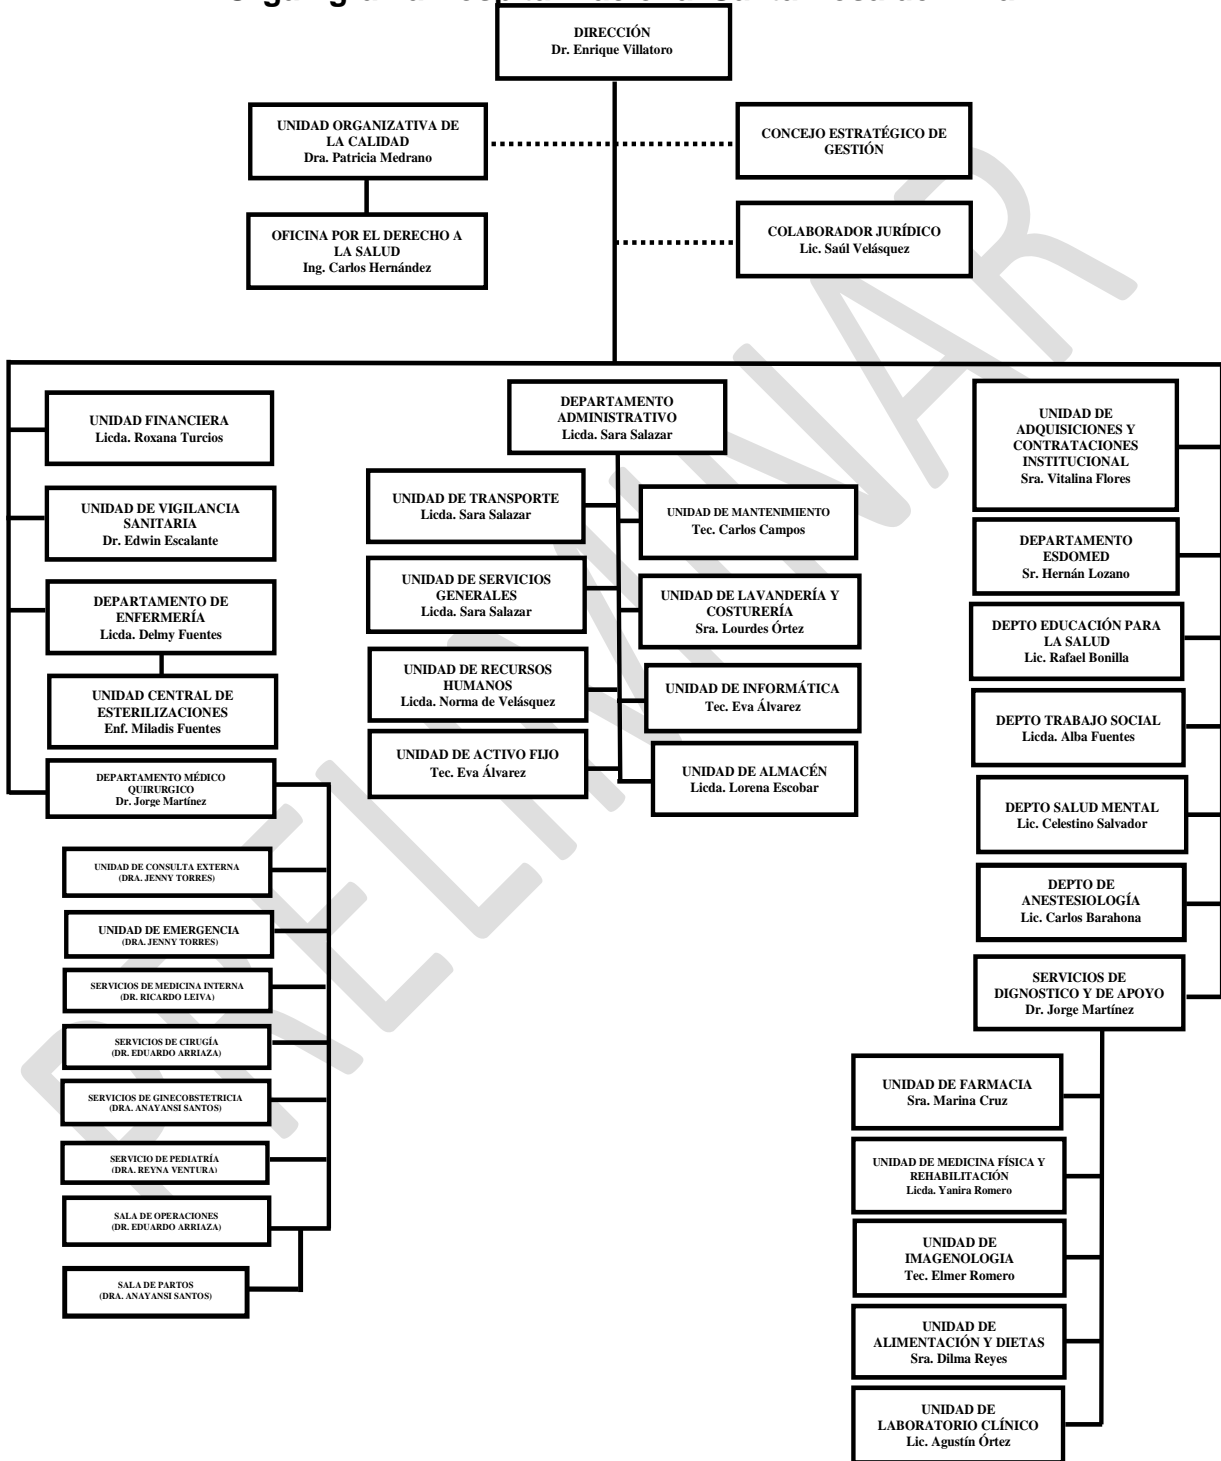 DIRECCIÓN
Dr. Enrique Villatoro
UNIDAD ORGANIZATIVA DE
LA CALIDAD
Dra. Patricia Medrano
CONCEJO ESTRATÉGICO DE
GESTIÓN
OFICINA POR EL DERECHO A
LA SALUD
Ing. Carlos Hernández
COLABORADOR JURÍDICO
Lic. Saúl Velásquez
UNIDAD FINANCIERA
Licda. Roxana Turcios
UNIDAD DE VIGILANCIA
SANITARIA
Dr. Edwin Escalante
DEPARTAMENTO DE
ENFERMERÍA
Licda. Delmy Fuentes
UNIDAD CENTRAL DE
ESTERILIZACIONES
Enf. Miladis Fuentes
DEPARTAMENTO MÉDICO
QUIRURGICO
Dr. Jorge Martínez
UNIDAD DE CONSULTA EXTERNA
(DRA. JENNY TORRES)
UNIDAD DE EMERGENCIA
(DRA. JENNY TORRES)
SERVICIOS DE MEDICINA INTERNA
(DR. RICARDO LEIVA)
SERVICIOS DE CIRUGÍA
(DR. EDUARDO ARRIAZA)
SERVICIOS DE GINECOBSTETRICIA
(DRA. ANAYANSI SANTOS)
SERVICIO DE PEDIATRÍA
(DRA. REYNA VENTURA)
SALA DE OPERACIONES
(DR. EDUARDO ARRIAZA)
SALA DE PARTOS
(DRA. ANAYANSI SANTOS)
DEPARTAMENTO
ADMINISTRATIVO
Licda. Sara Salazar
UNIDAD DE TRANSPORTE
Licda. Sara Salazar
UNIDAD DE MANTENIMIENTO
Tec. Carlos Campos
UNIDAD DE SERVICIOS
GENERALES
Licda. Sara Salazar
UNIDAD DE LAVANDERÍA Y
COSTURERÍA
Sra. Lourdes Órtez
UNIDAD DE RECURSOS
HUMANOS
Licda. Norma de Velásquez
UNIDAD DE INFORMÁTICA
Tec. Eva Álvarez
UNIDAD DE ACTIVO FIJO
Tec. Eva Álvarez
UNIDAD DE ALMACÉN
Licda. Lorena Escobar
UNIDAD DE
ADQUISICIONES Y
CONTRATACIONES
INSTITUCIONAL
Sra. Vitalina Flores
DEPARTAMENTO
ESDOMED
Sr. Hernán Lozano
DEPTO EDUCACIÓN PARA
LA SALUD
Lic. Rafael Bonilla
DEPTO TRABAJO SOCIAL
Licda. Alba Fuentes
DEPTO SALUD MENTAL
Lic. Celestino Salvador
DEPTO DE
ANESTESIOLOGÍA
Lic. Carlos Barahona
SERVICIOS DE
DIGNOSTICO Y DE APOYO
Dr. Jorge Martínez
UNIDAD DE FARMACIA
Sra. Marina Cruz
UNIDAD DE MEDICINA FÍSICA Y
REHABILITACIÓN
Licda. Yanira Romero
UNIDAD DE
IMAGENOLOGIA
Tec. Elmer Romero
UNIDAD DE
ALIMENTACIÓN Y DIETAS
Sra. Dilma Reyes
UNIDAD DE
LABORATORIO CLÍNICO
Lic. Agustín Órtez
PRELIMINAR